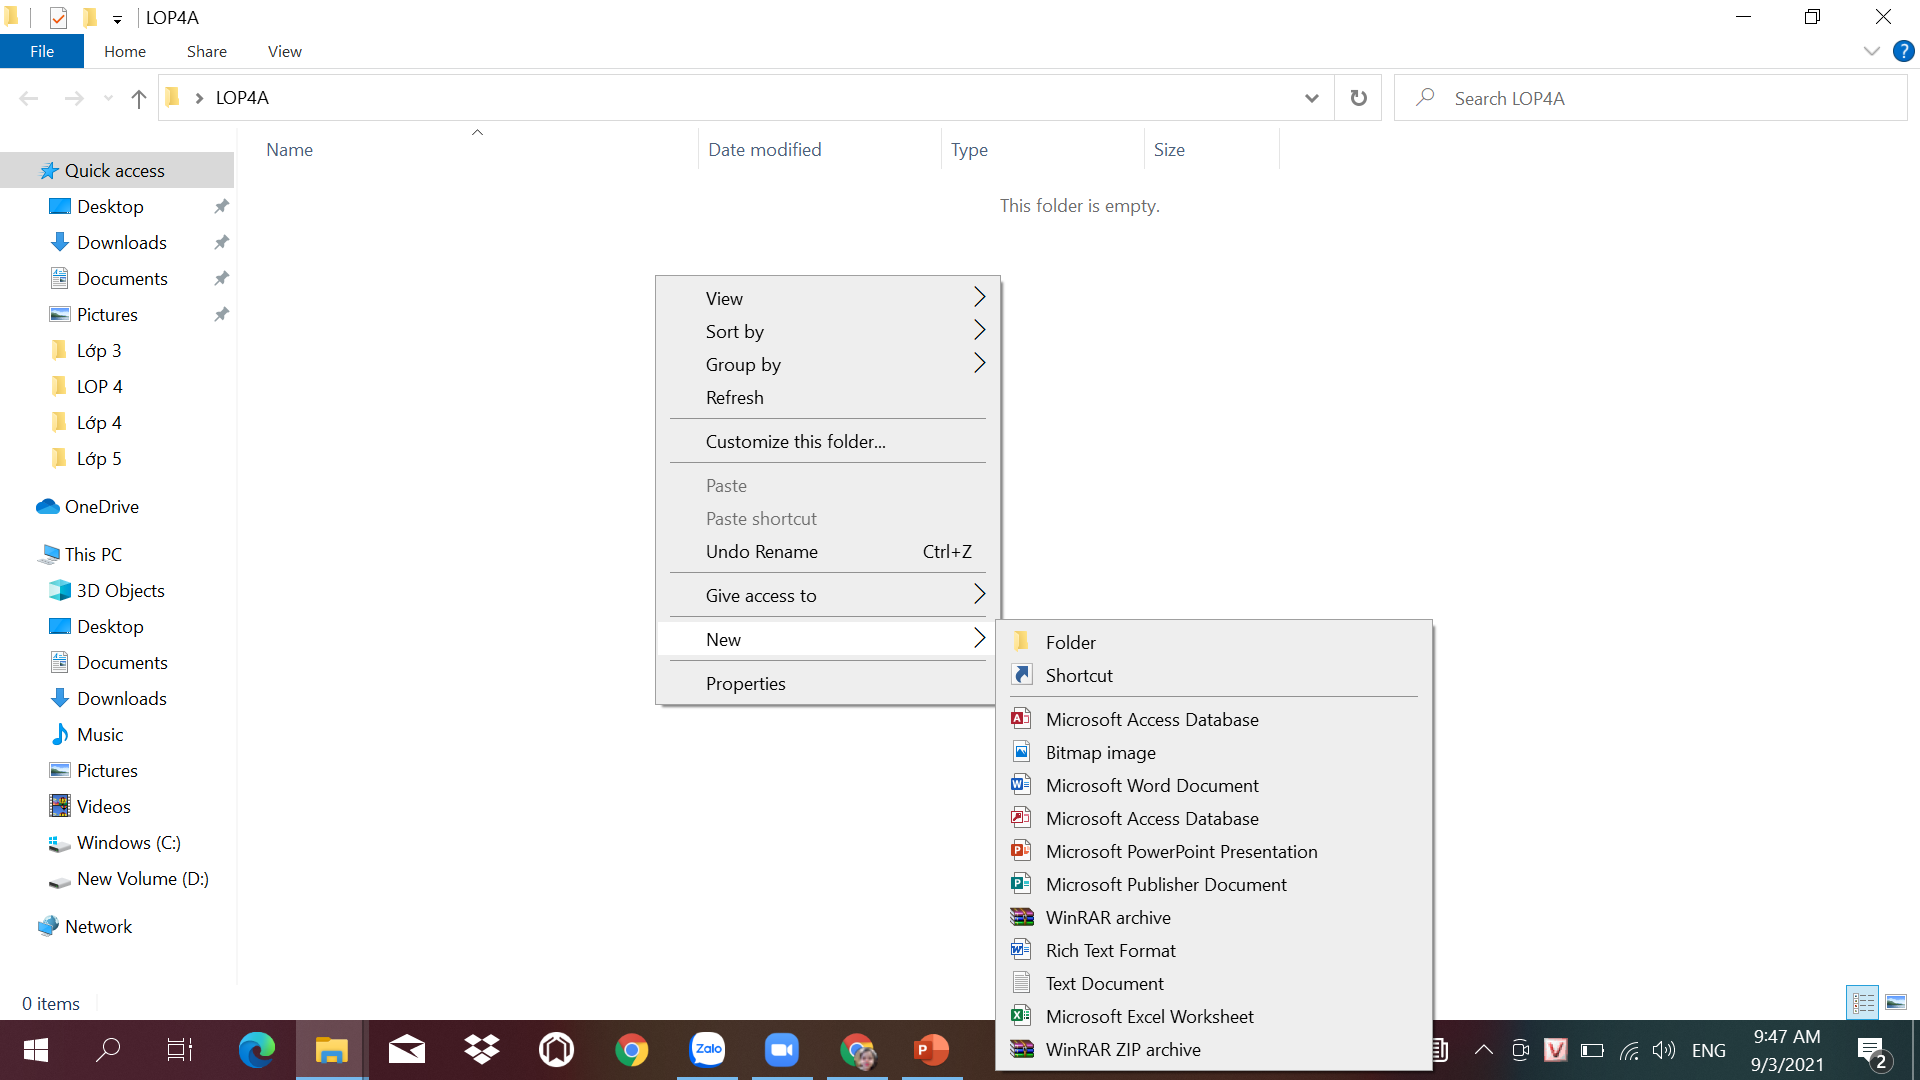 LOP4A
File Home Share View
LOP4A
Search LOP4A
Name Date modified Type Size
This folder is empty.
Quick access
Desktop
Downloads
Documents
Pictures
Lớp 3
LOP 4
Lớp 4
Lớp 5
OneDrive
This PC
3D Objects
Desktop
Documents
Downloads
Music
Pictures
Videos
Windows (C:)
New Volume (D:)
Network
View
Sort by
Group by
Refresh
Customize this folder...
Paste
Paste shortcut
Undo Rename Ctrl+Z
Give access to
New
Properties
Folder
Shortcut
Microsoft Access Database
Bitmap image
Microsoft Word Document
Microsoft Access Database
Microsoft PowerPoint Presentation
Microsoft Publisher Document
WinRAR archive
Rich Text Format
Text Document
Microsoft Excel Worksheet
WinRAR ZIP archive
0 items
Zalo
ENG
9:47 AM
9/3/2021
2